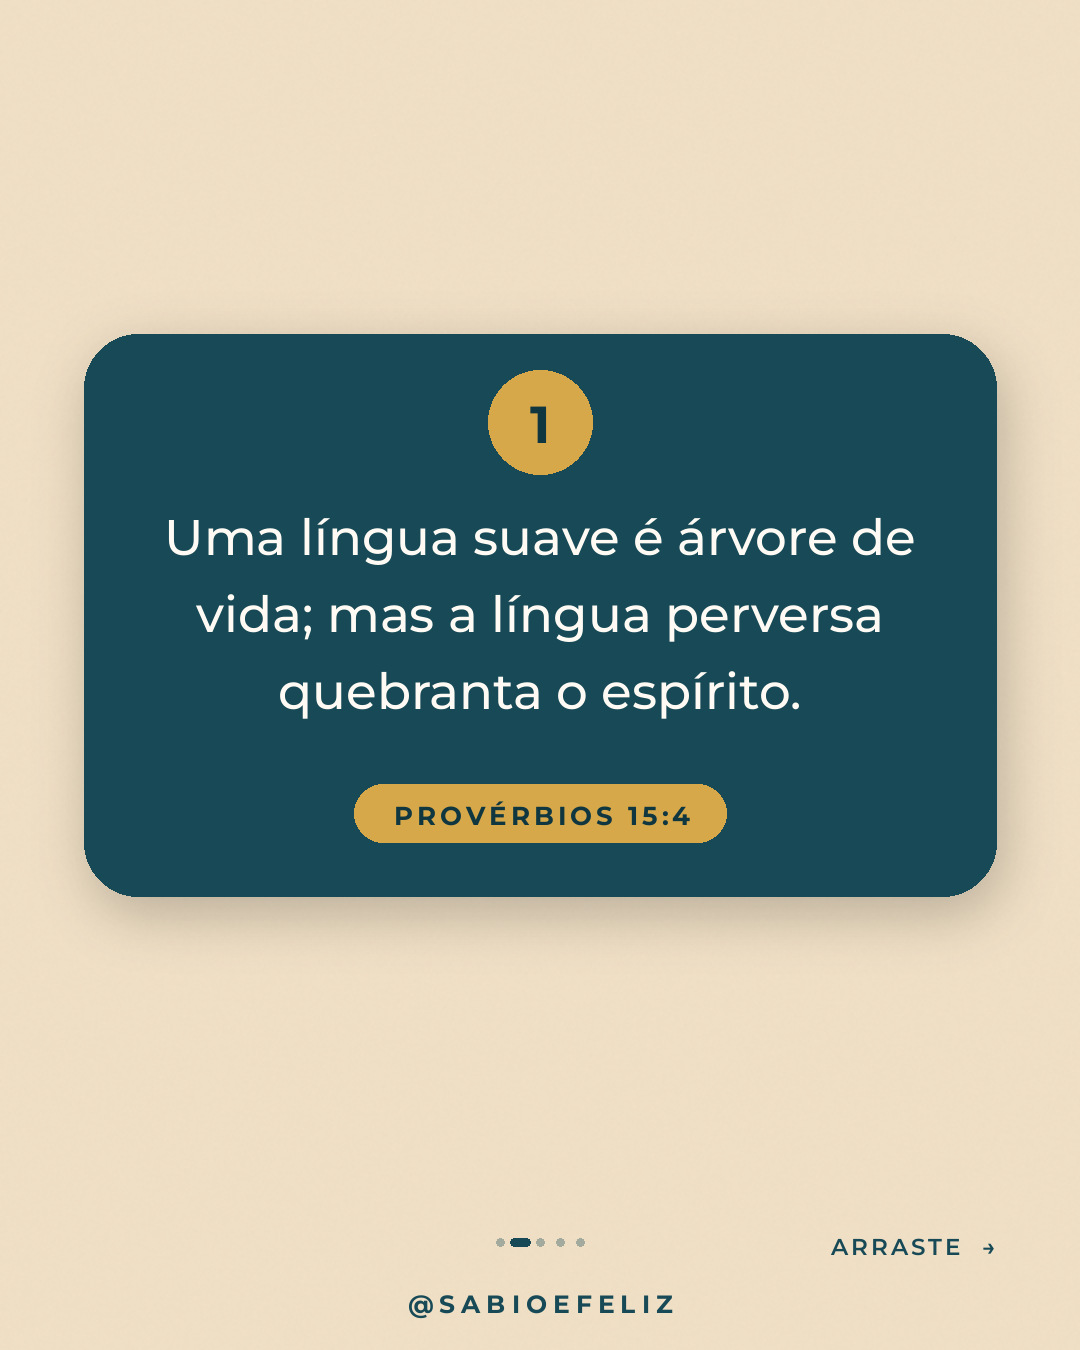 1
Uma língua suave é árvore de
vida; mas a língua perversa
quebranta o espírito.
PROVÉRBIOS 15:4
ARRASTE →
@SABIOEFELIZ